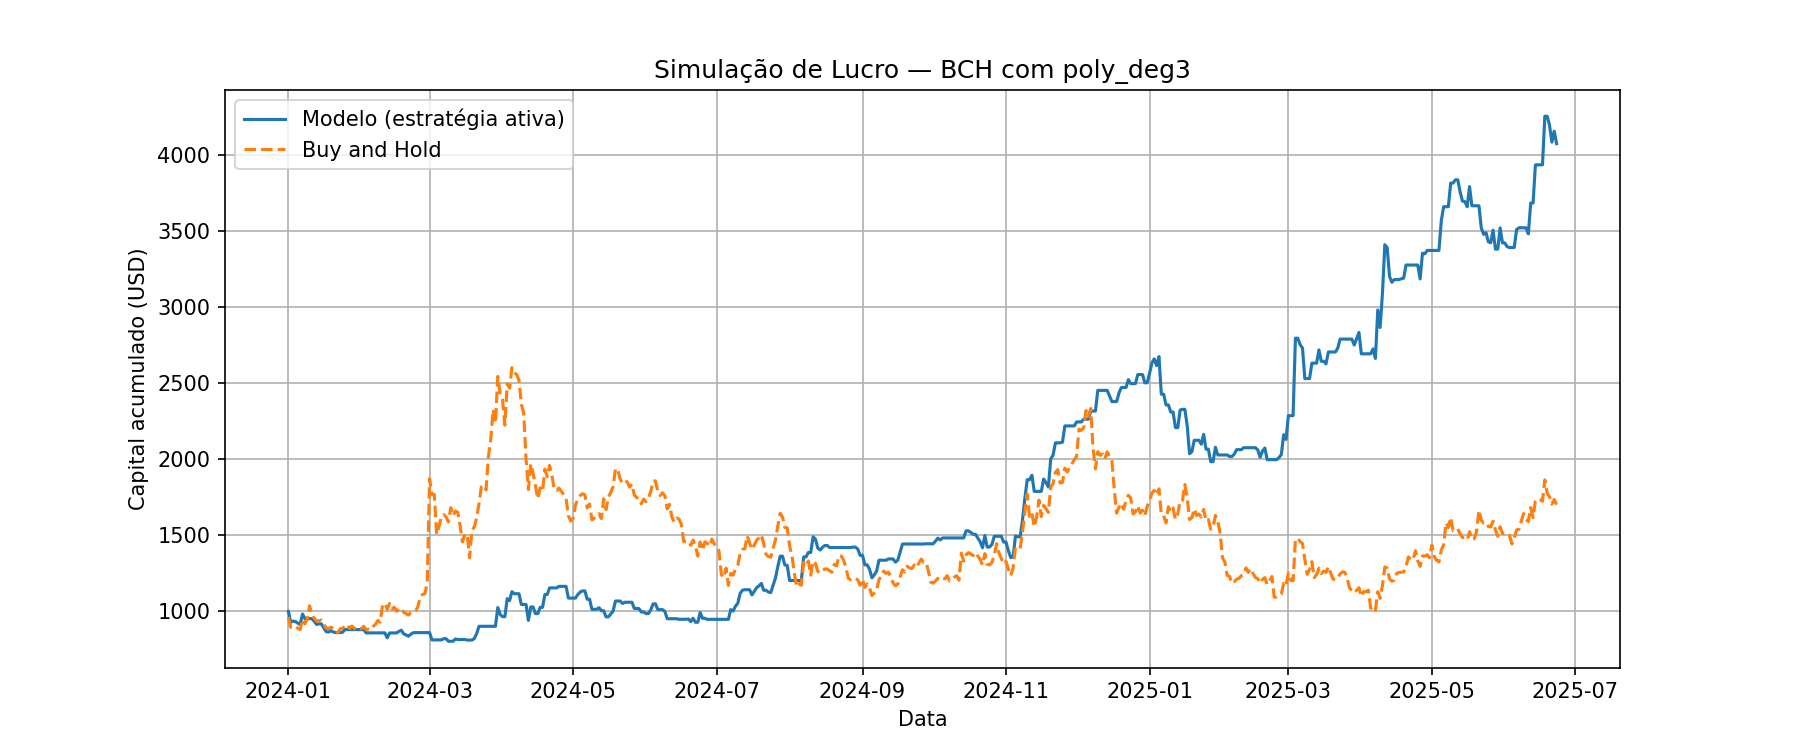 Simulação de Lucro — BCH com poly_deg3
Modelo (estratégia ativa)
Buy and Hold
Capital acumulado (USD)
4000
3500
3000
2500
2000
1500
1000
2024-01 2024-03 2024-05 2024-07 2024-09 2024-11 2025-01 2025-03 2025-05 2025-07
Data